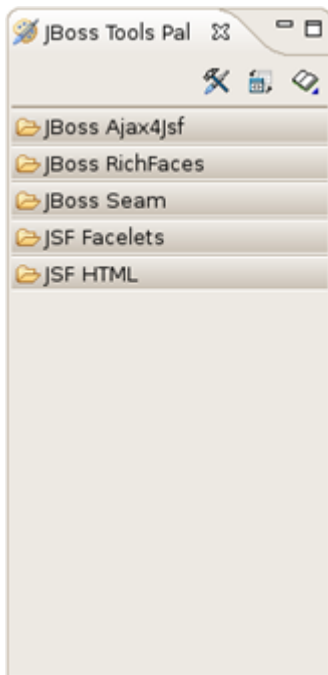 JBoss Tools Pal
JBoss Ajax4Jsf
JBoss RichFaces
JBoss Seam
JSF Facelets
JSF HTML